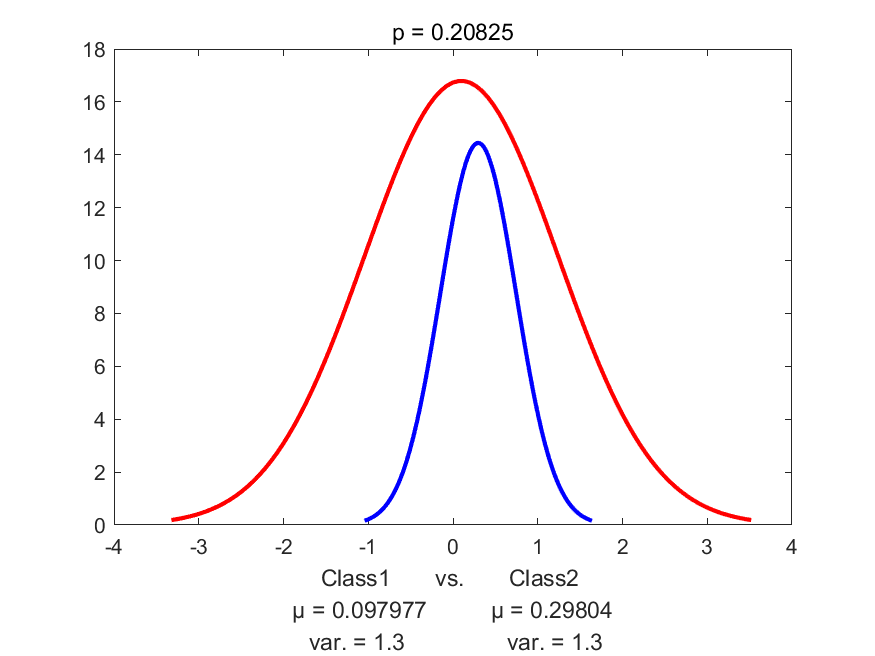 p = 0.20825
18
16
14
12
10
8
6
4
2
0
-4 -3 -2 -1 0 1 2 3 4
Class1 vs. Class2
μ = 0.097977 μ = 0.29804
var. = 1.3 var. = 1.3